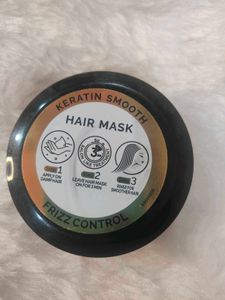 KERATIN SMOOTH
HAIR MASK
1
APPLY ON
DAMP HAIR
2
LEAVE HAIR MASK
ON FOR 3 MIN
3
RINSE FOR
SMOOTHER HAIR
FRIZZ CONTROL